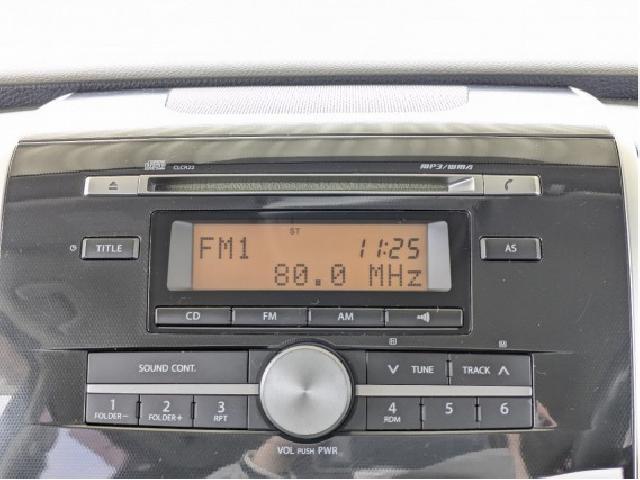 CLCR22
MP3/WMA
TITLE
ST
FM1 11:25
80.0 MHz
AS
CD FM AM
SOUND CONT.
TUNE TRACK
1 2 3 4 5 6
FOLDER- FOLDER+ RPT RDM
VOL PUSH PWR